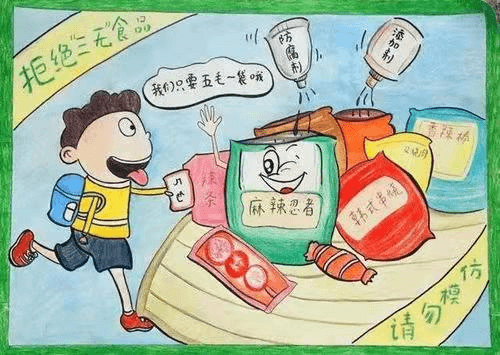 拒绝"三无"食品
防腐剂
添加剂
我们只要五毛一袋哦
五毛
辣条
麻辣忍者
韩式串烧
香辣棒
请勿模仿